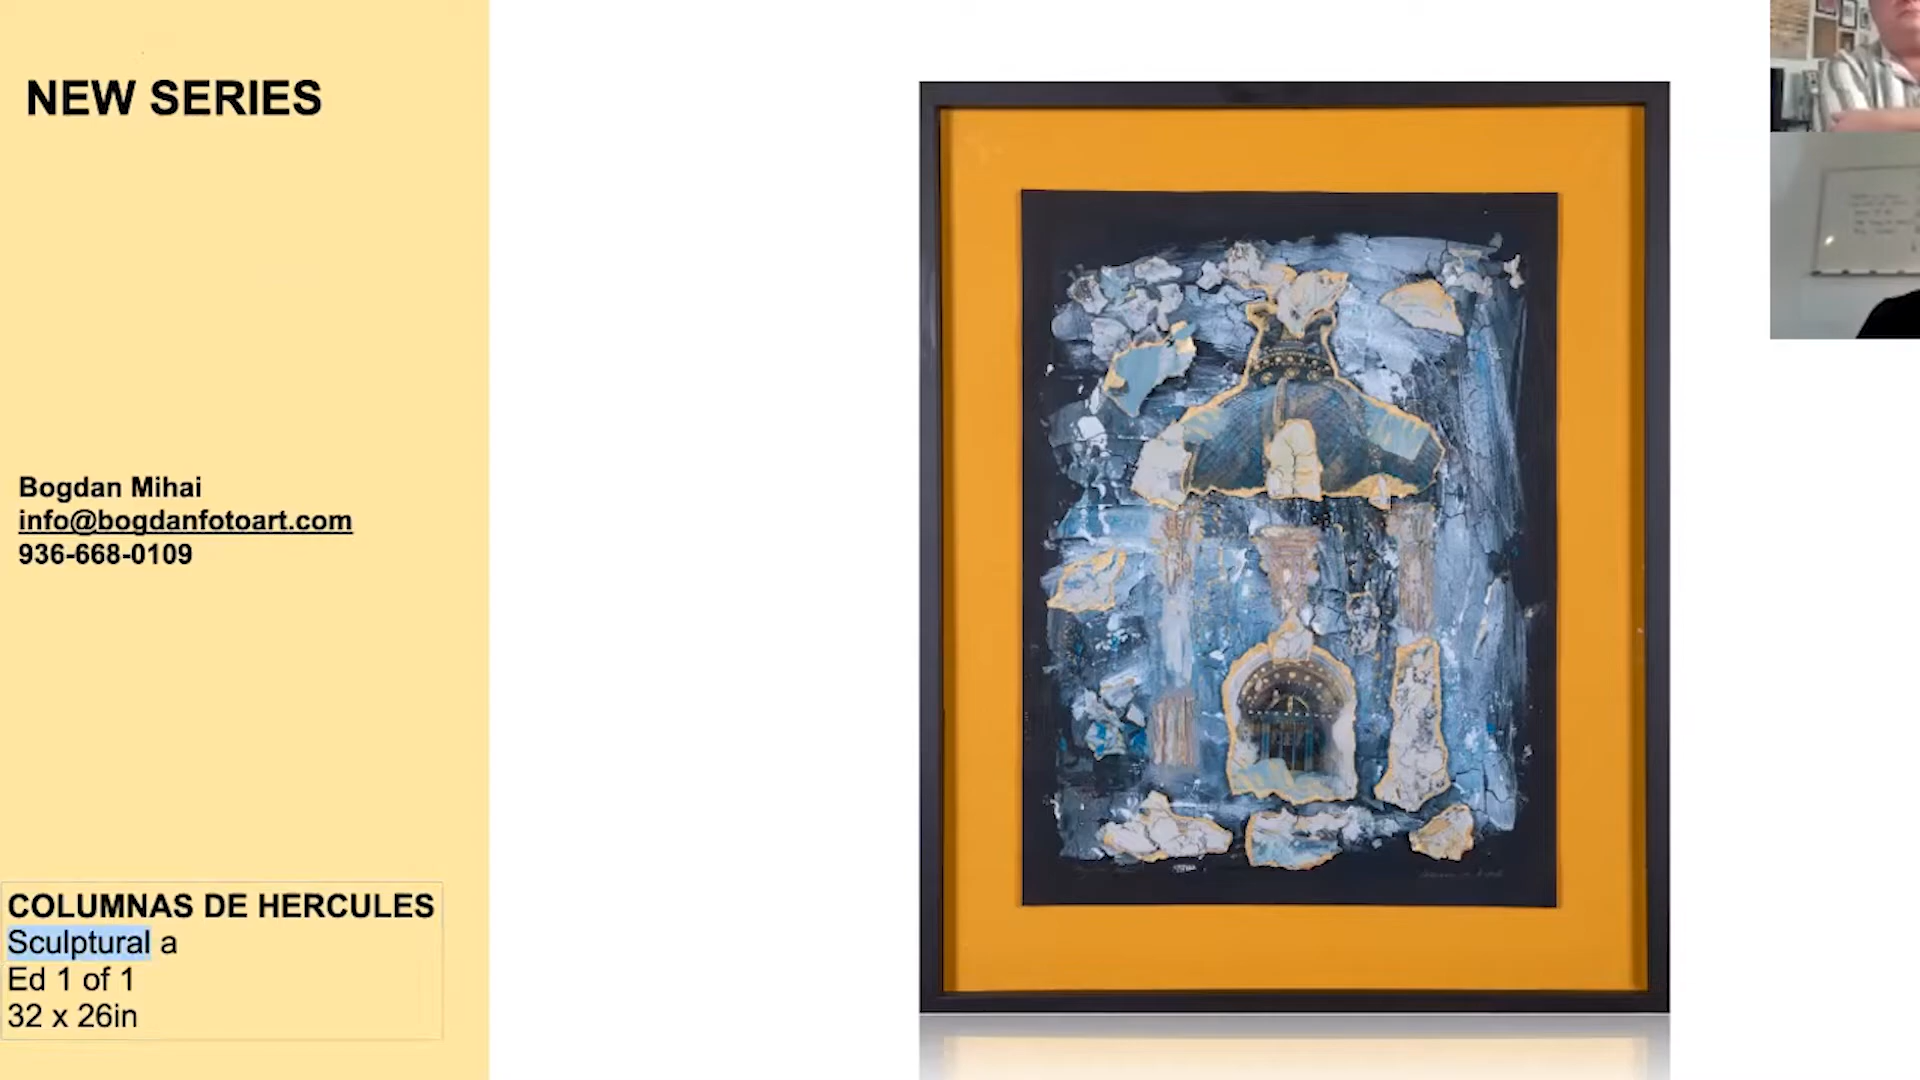 NEW SERIES
Bogdan Mihai
info@bogdanfotoart.com
936-668-0109
COLUMNAS DE HERCULES
Sculptural a
Ed 1 of 1
32 x 26in